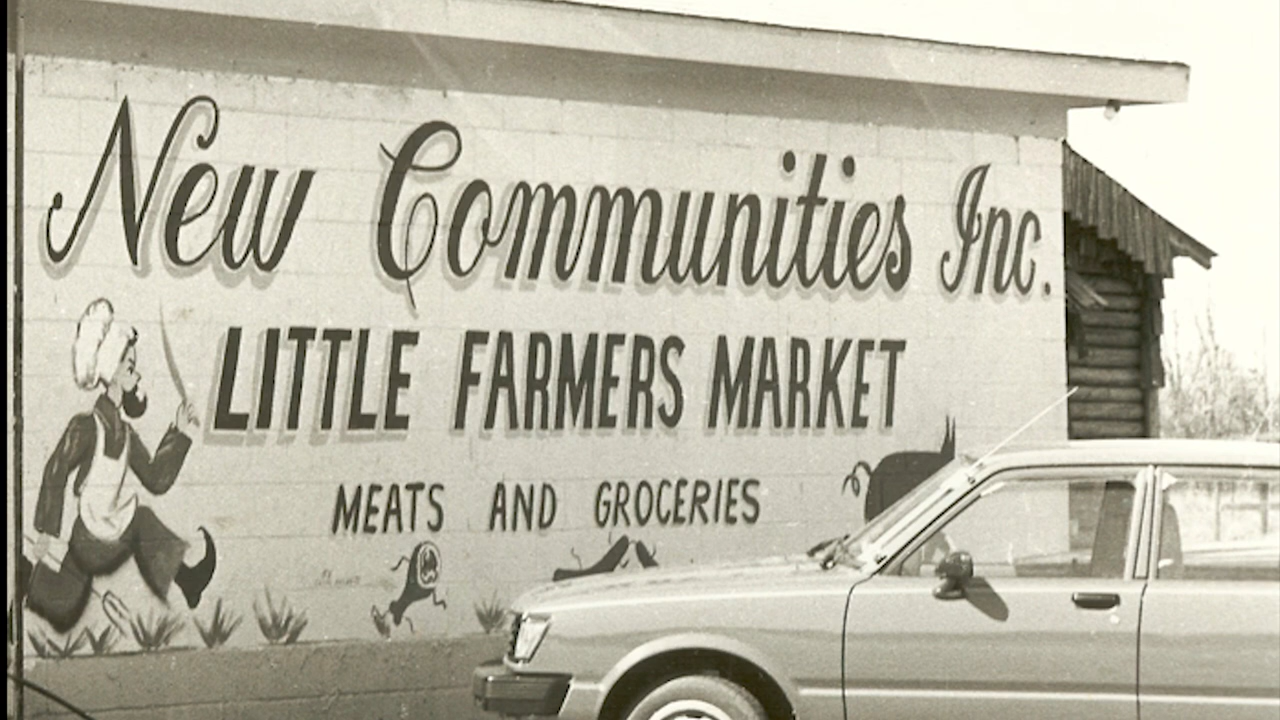 New Communities Inc.
LITTLE FARMERS MARKET
MEATS AND GROCERIES